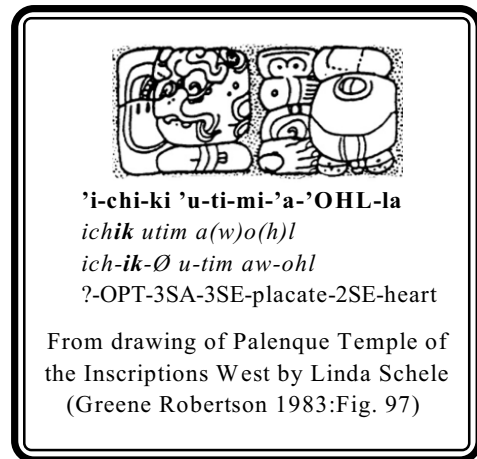 ’i-chi-ki ’u-ti-mi-’a-’OHL-la
ichik utim a(w)o(h)l
ich-ik-Ø u-tim aw-ohl
?-OPT-3SA-3SE-placate-2SE-heart
From drawing of Palenque Temple of
the Inscriptions West by Linda Schele
(Greene Robertson 1983:Fig. 97)